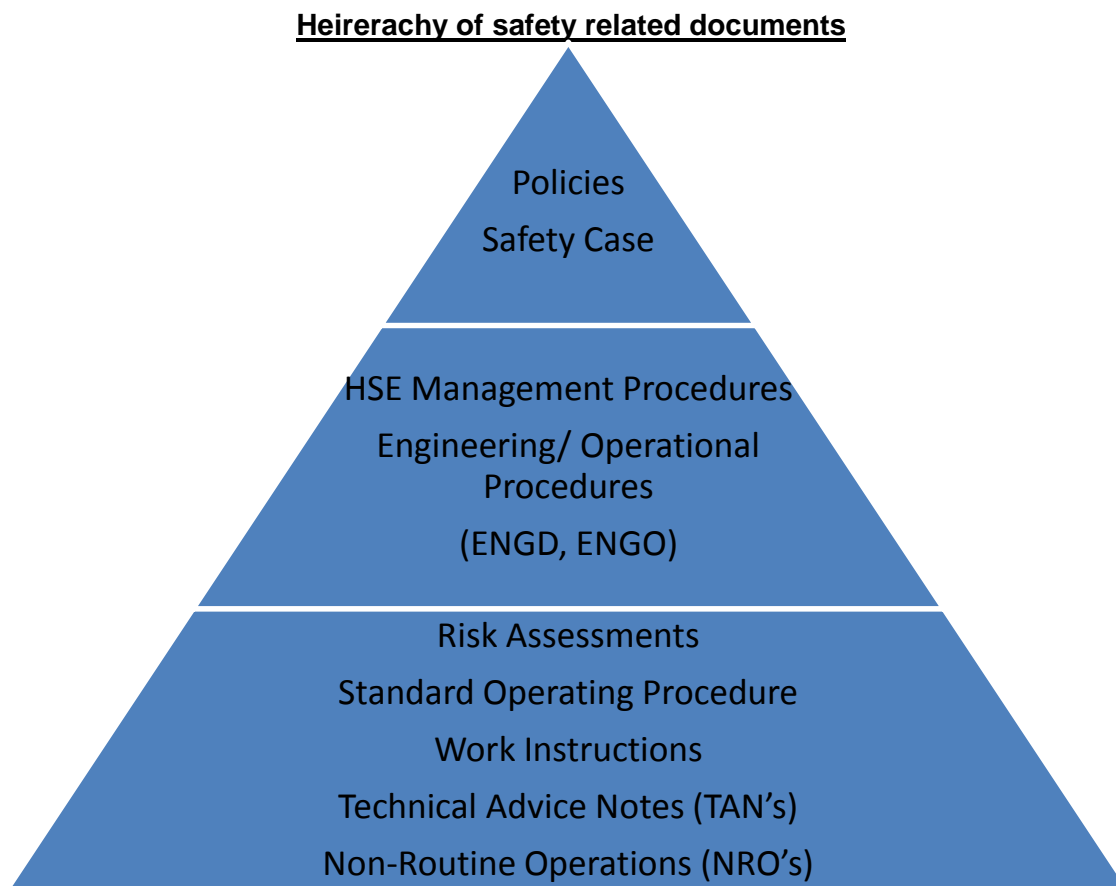 Heirerachy of safety related documents
Policies
Safety Case
HSE Management Procedures
Engineering/ Operational
Procedures
(ENGD, ENGO)
Risk Assessments
Standard Operating Procedure
Work Instructions
Technical Advice Notes (TAN’s)
Non-Routine Operations (NRO’s)